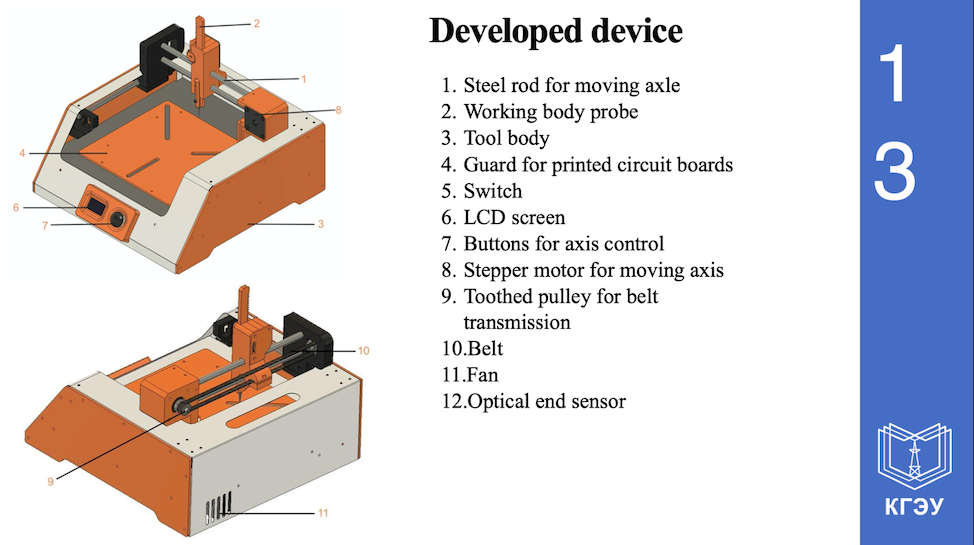 Developed device
1. Steel rod for moving axle
2. Working body probe
3. Tool body
4. Guard for printed circuit boards
5. Switch
6. LCD screen
7. Buttons for axis control
8. Stepper motor for moving axis
9. Toothed pulley for belt
transmission
10.Belt
11.Fan
12.Optical end sensor
2
1
8
4
6
7
3
10
9
11
1
3
КГЭУ